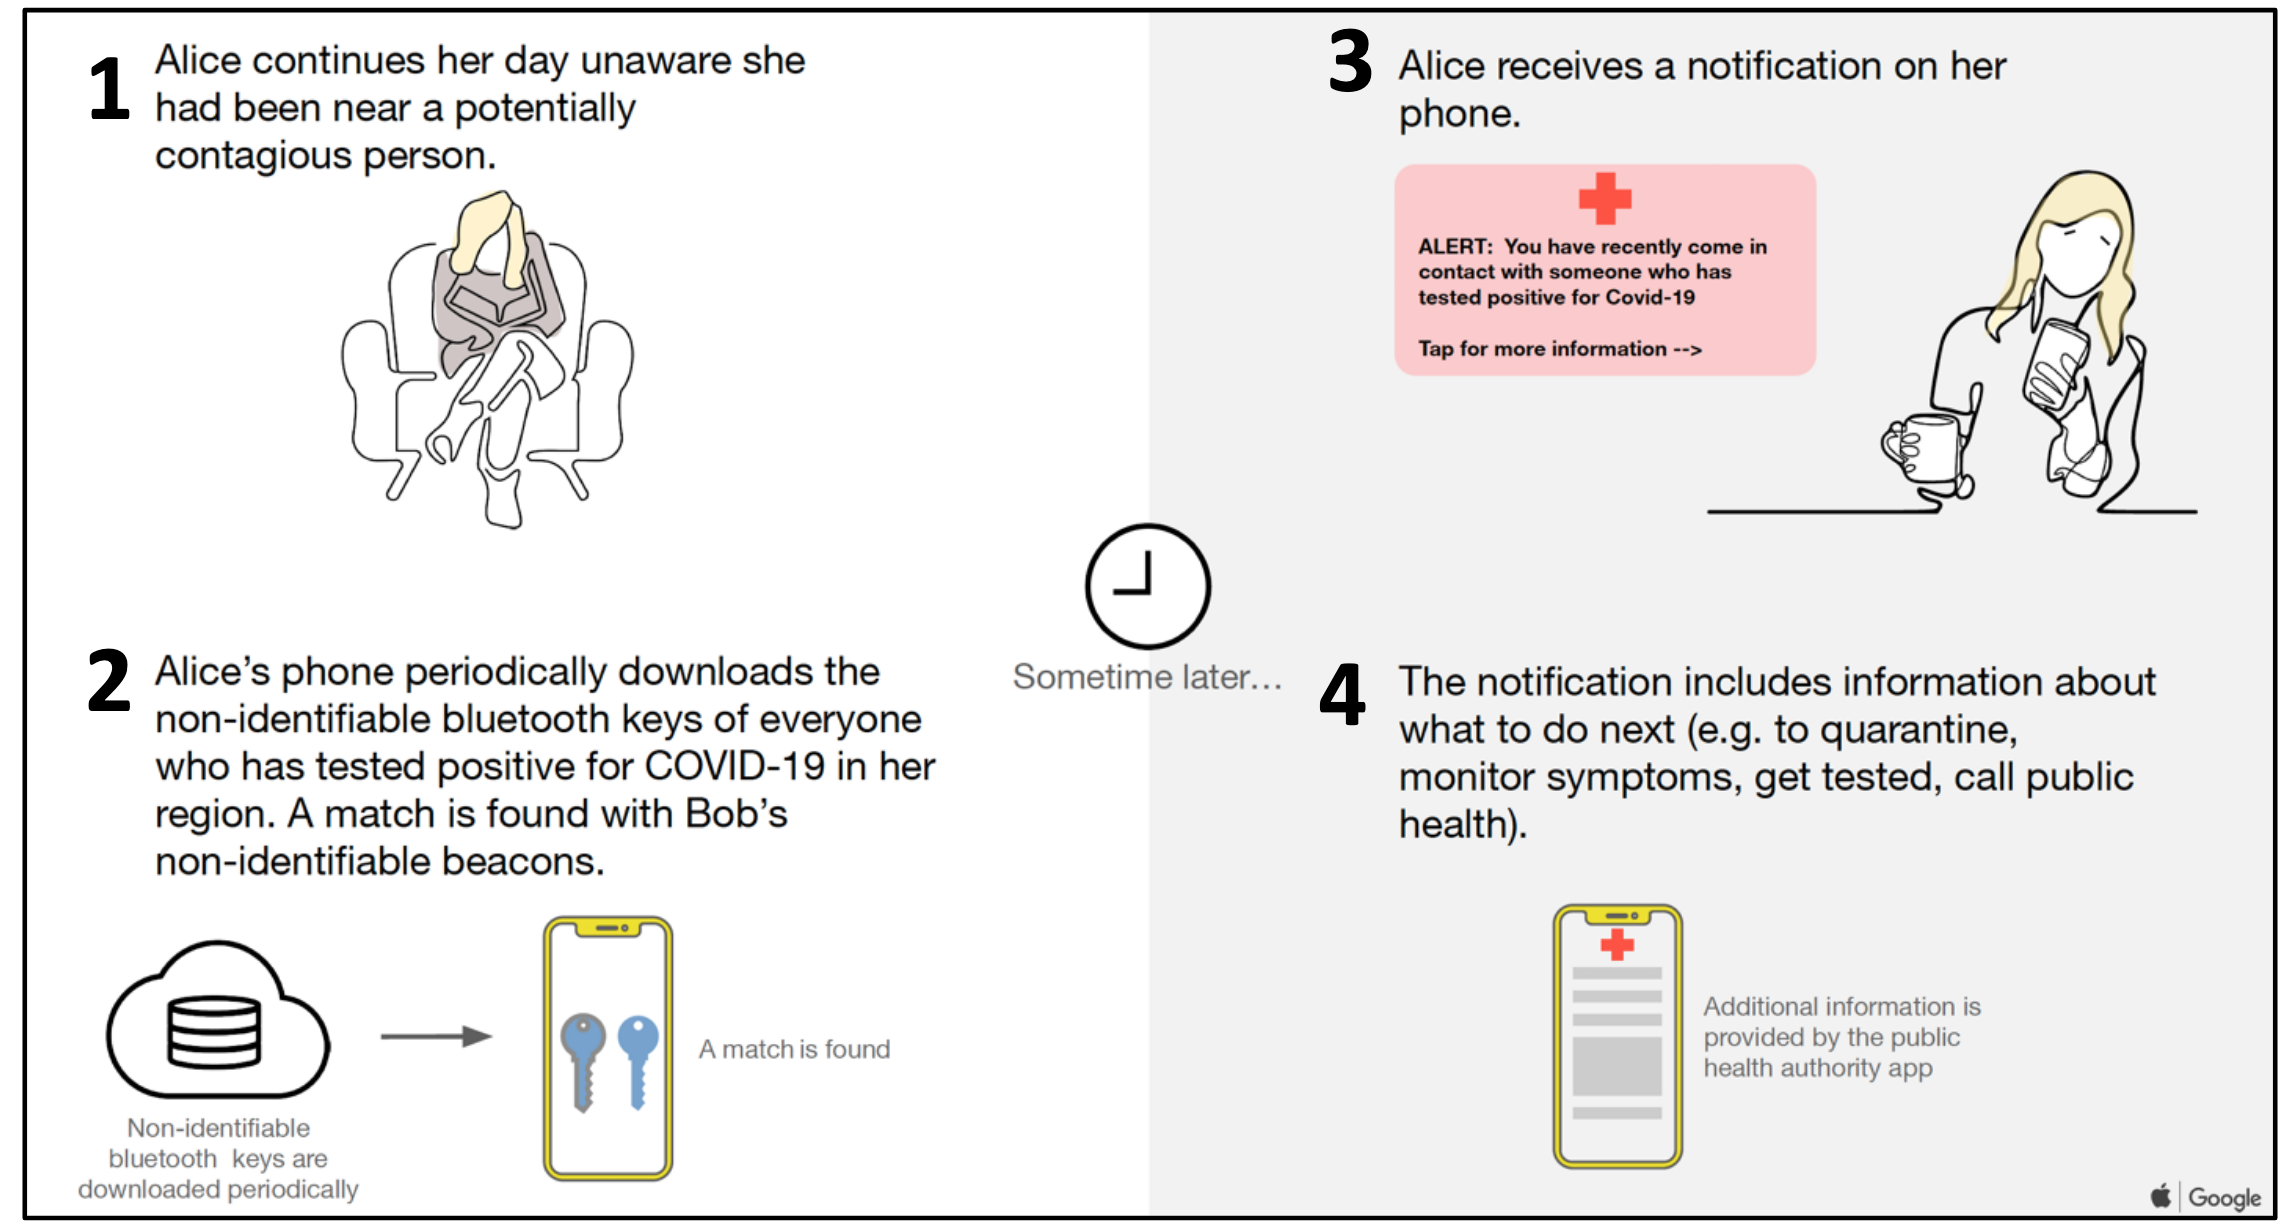 1
Alice continues her day unaware she
had been near a potentially
contagious person.
2
Alice’s phone periodically downloads the
non-identifiable bluetooth keys of everyone
who has tested positive for COVID-19 in her
region. A match is found with Bob’s
non-identifiable beacons.
Non-identifiable
bluetooth keys are
downloaded periodically
A match is found
Sometime later...
3
Alice receives a notification on her
phone.
ALERT: You have recently come in
contact with someone who has
tested positive for Covid-19
Tap for more information -->
4
The notification includes information about
what to do next (e.g. to quarantine,
monitor symptoms, get tested, call public
health).
Additional information is
provided by the public
health authority app
Google